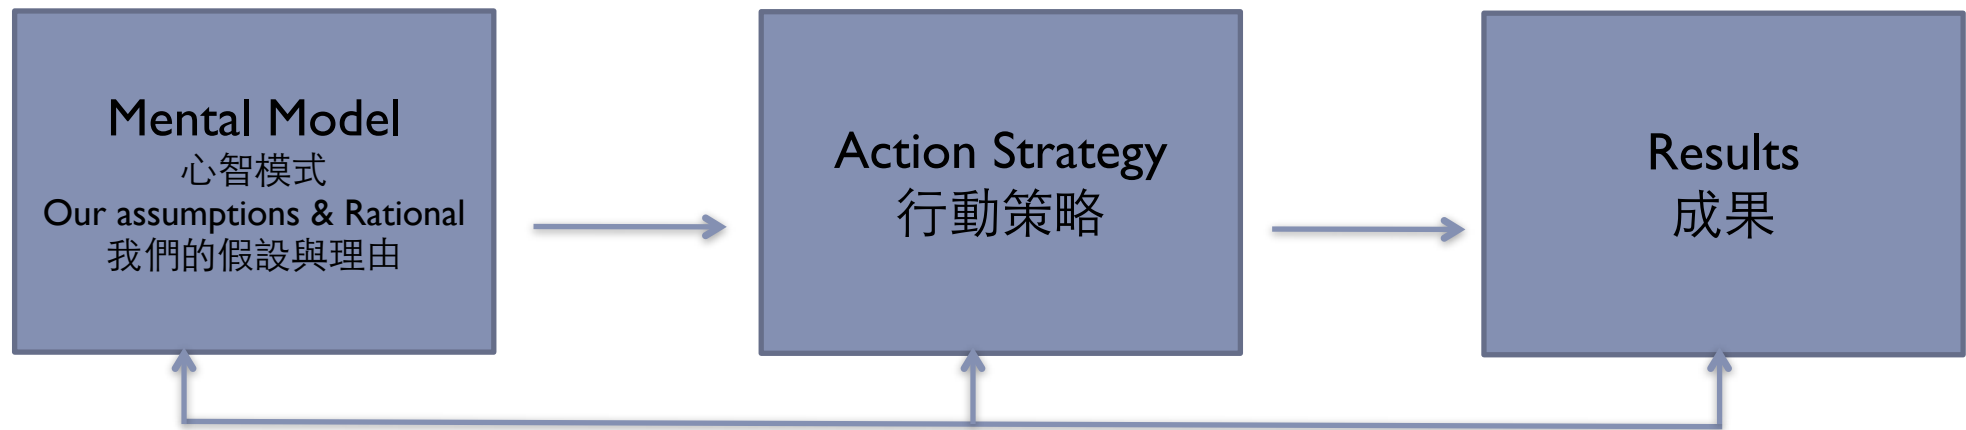 Mental Model
心智模式
Our assumptions & Rational
我們的假設與理由
Action Strategy
行動策略
Results
成果